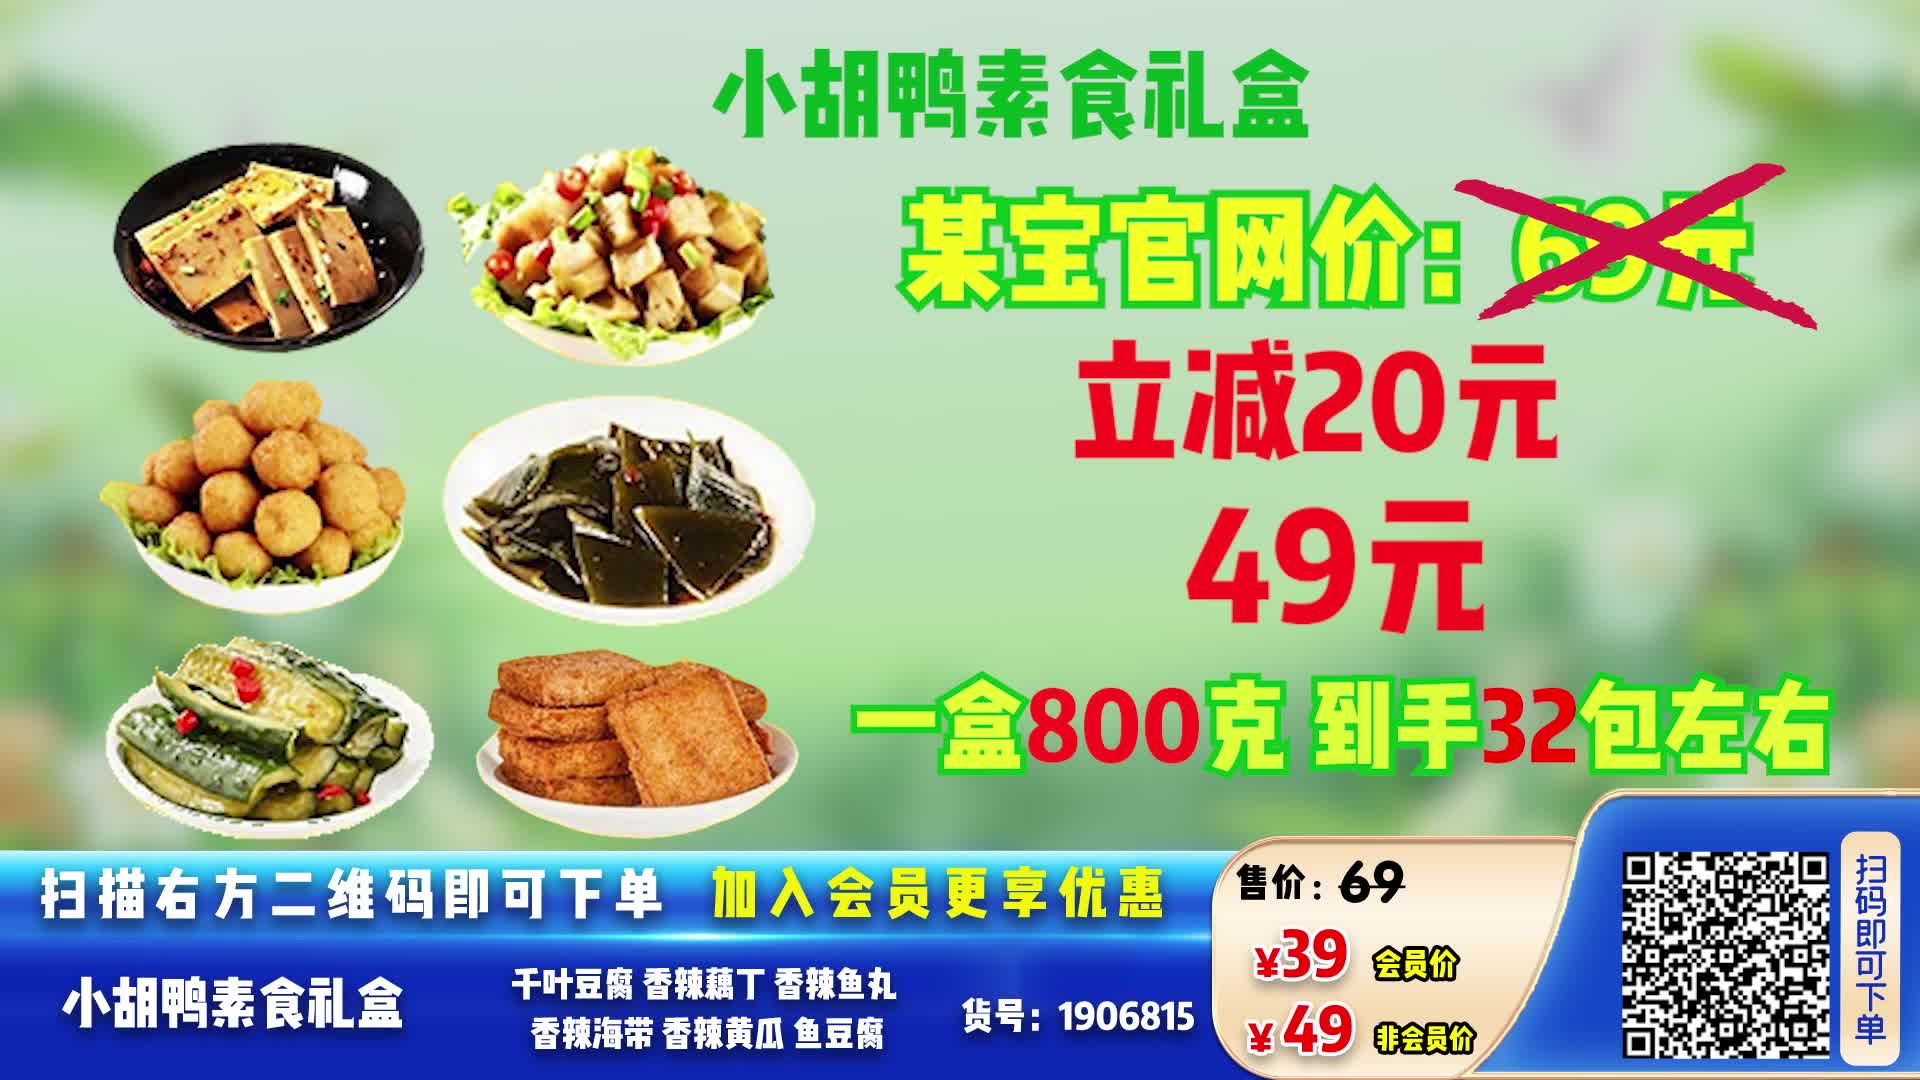 小胡鸭素食礼盒
某宝官网价：69元
立减20元
49元
一盒800克 到手32包左右
扫描右方二维码即可下单 加入会员更享优惠
小胡鸭素食礼盒
千叶豆腐 香辣藕丁 香辣鱼丸
香辣海带 香辣黄瓜 鱼豆腐
货号：1906815
售价：69
¥39 会员价
¥49 非会员价
扫码即可下单